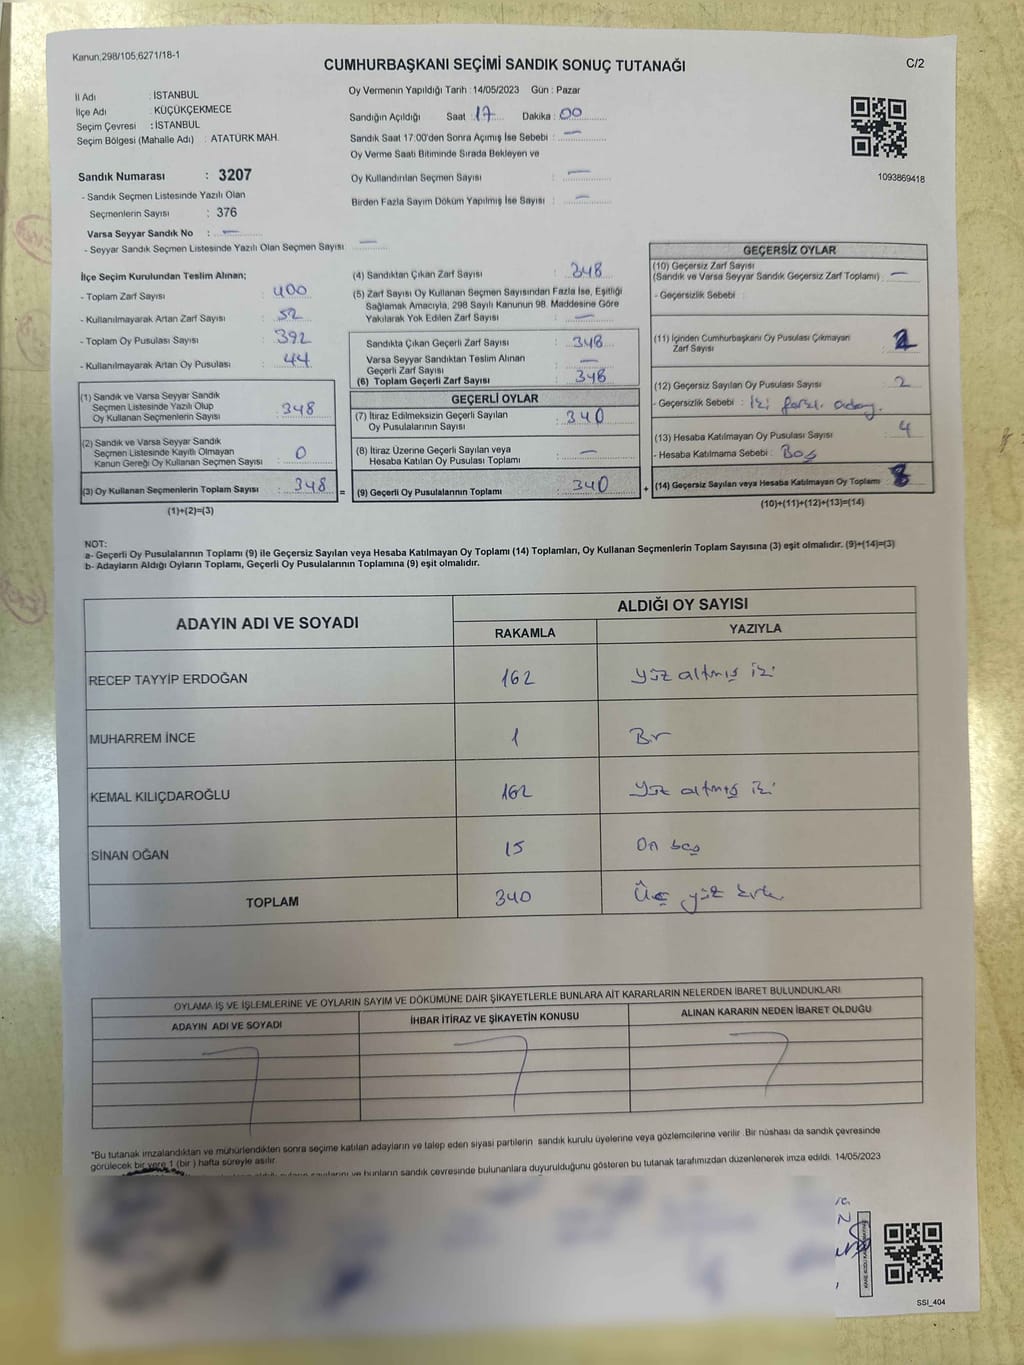 Kanun,298/105,6271/18-1
CUMHURBAŞKANI SEÇİMİ SANDIK SONUÇ TUTANAĞI
C/2
İl Adı : İSTANBUL
İlçe Adı : KÜÇÜKÇEKMECE
Seçim Çevresi : İSTANBUL
Seçim Bölgesi (Mahalle Adı) : ATATÜRK MAH.
Oy Vermenin Yapıldığı Tarih : 14/05/2023 Gün : Pazar
Sandığın Açıldığı Saat : 17 Dakika : 00
Sandık Saat 17:00'den Sonra Açımış İse Sebebi : —
Oy Verme Saati Bitiminde Sırada Bekleyen ve
Oy Kullandırılan Seçmen Sayısı : —
Birden Fazla Sayım Döküm Yapılmış İse Sayısı : —
1093869418
Sandık Numarası : 3207
- Sandık Seçmen Listesinde Yazılı Olan
Seçmenlerin Sayısı : 376
Varsa Seyyar Sandık No : —
- Seyyar Sandık Seçmen Listesinde Yazılı Olan Seçmen Sayısı —
İlçe Seçim Kurulundan Teslim Alınan;
- Toplam Zarf Sayısı : 400
- Kullanılmayarak Artan Zarf Sayısı : 52
- Toplam Oy Pusulası Sayısı : 392
- Kullanılmayarak Artan Oy Pusulası : 44
(1) Sandık ve Varsa Seyyar Sandık
Seçmen Listesinde Yazılı Olup
Oy Kullanan Seçmenlerin Sayısı : 348
(2) Sandık ve Varsa Seyyar Sandık
Seçmen Listesinde Kayıtlı Olmayan
Kanun Gereği Oy Kullanan Seçmen Sayısı : 0
(3) Oy Kullanan Seçmenlerin Toplam Sayısı : 348 =
(1)+(2)=(3)
(4) Sandıktan Çıkan Zarf Sayısı : 348
(5) Zarf Sayısı Oy Kullanan Seçmen Sayısından Fazla İse, Eşitliği
Sağlamak Amacıyla, 298 Sayılı Kanunun 98. Maddesine Göre
Yakılarak Yok Edilen Zarf Sayısı : —
Sandıkta Çıkan Geçerli Zarf Sayısı : 348
Varsa Seyyar Sandıktan Teslim Alınan
Geçerli Zarf Sayısı : —
(6) Toplam Geçerli Zarf Sayısı : 348
GEÇERLİ OYLAR
(7) İtiraz Edilmeksizin Geçerli Sayılan
Oy Pusulalarının Sayısı : 340
(8) İtiraz Üzerine Geçerli Sayılan veya
Hesaba Katılan Oy Pusulası Toplamı : —
(9) Geçerli Oy Pusulalarının Toplamı : 340 +
GEÇERSİZ OYLAR
(10) Geçersiz Zarf Sayısı
(Sandık ve Varsa Seyyar Sandık Geçersiz Zarf Toplamı) : —
- Geçersizlik Sebebi :
(11) İçinden Cumhurbaşkanı Oy Pusulası Çıkmayan
Zarf Sayısı : 2
(12) Geçersiz Sayılan Oy Pusulası Sayısı : 2
- Geçersizlik Sebebi : İki farklı aday.
(13) Hesaba Katılmayan Oy Pusulası Sayısı : 4
- Hesaba Katılmama Sebebi : Boş
(14) Geçersiz Sayılan veya Hesaba Katılmayan Oy Toplamı : 8
(10)+(11)+(12)+(13)=(14)
NOT:
a- Geçerli Oy Pusulalarının Toplamı (9) ile Geçersiz Sayılan veya Hesaba Katılmayan Oy Toplamı (14) Toplamları, Oy Kullanan Seçmenlerin Toplam Sayısına (3) eşit olmalıdır. (9)+(14)=(3)
b- Adayların Aldığı Oyların Toplamı, Geçerli Oy Pusulalarının Toplamına (9) eşit olmalıdır.
ADAYIN ADI VE SOYADI
ALDIĞI OY SAYISI
RAKAMLA YAZIYLA
RECEP TAYYİP ERDOĞAN 162 Yüz altmış iki
MUHARREM İNCE 1 Bir
KEMAL KILIÇDAROĞLU 162 Yüz altmış iki
SİNAN OĞAN 15 On beş
TOPLAM 340 Üç yüz kırk
OYLAMA İŞ VE İŞLEMLERİNE VE OYLARIN SAYIM VE DÖKÜMÜNE DAİR ŞİKAYETLERLE BUNLARA AİT KARARLARIN NELERDEN İBARET BULUNDUKLARI
ADAYIN ADI VE SOYADI İHBAR İTİRAZ VE ŞİKAYETİN KONUSU ALINAN KARARIN NEDEN İBARET OLDUĞU
*Bu tutanak imzalandıktan ve mühürlendikten sonra seçime katılan adayların ve talep eden siyasi partilerin sandık kurulu üyelerine veya gözlemcilerine verilir .Bir nüshası da sandık çevresinde
görülecek bir yere 1 (bir ) hafta süreyle asılır.
ve bunların sandık çevresinde bulunanlara duyurulduğunu gösteren bu tutanak tarafımızdan düzenlenerek imza edildi. 14/05/2023
SSI_404